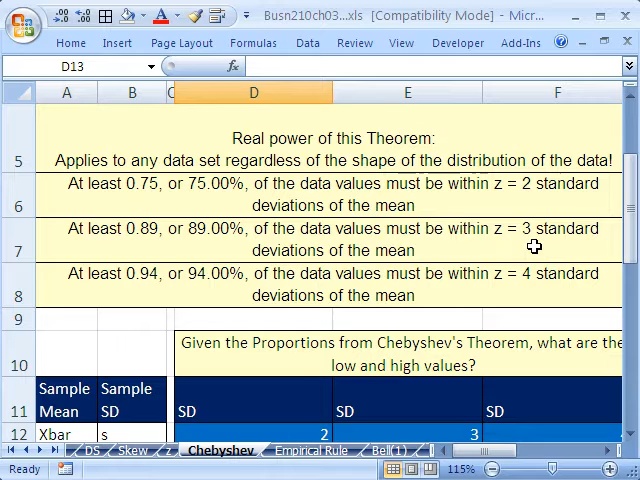 Busn210ch03...xls [Compatibility Mode] - Micr...
Home Insert Page Layout Formulas Data Review View Developer Add-Ins
D13 fx
A B C D E F
Real power of this Theorem:
5 Applies to any data set regardless of the shape of the distribution of the data!
At least 0.75, or 75.00%, of the data values must be within z = 2 standard
6 deviations of the mean
At least 0.89, or 89.00%, of the data values must be within z = 3 standard
7 deviations of the mean
At least 0.94, or 94.00%, of the data values must be within z = 4 standard
8 deviations of the mean
9
Given the Proportions from Chebyshev's Theorem, what are the
10 low and high values?
Sample Sample
11 Mean SD SD SD SD
12 Xbar s 2 3
DS Skew z Chebyshev Empirical Rule Bell(1)
Ready 115%